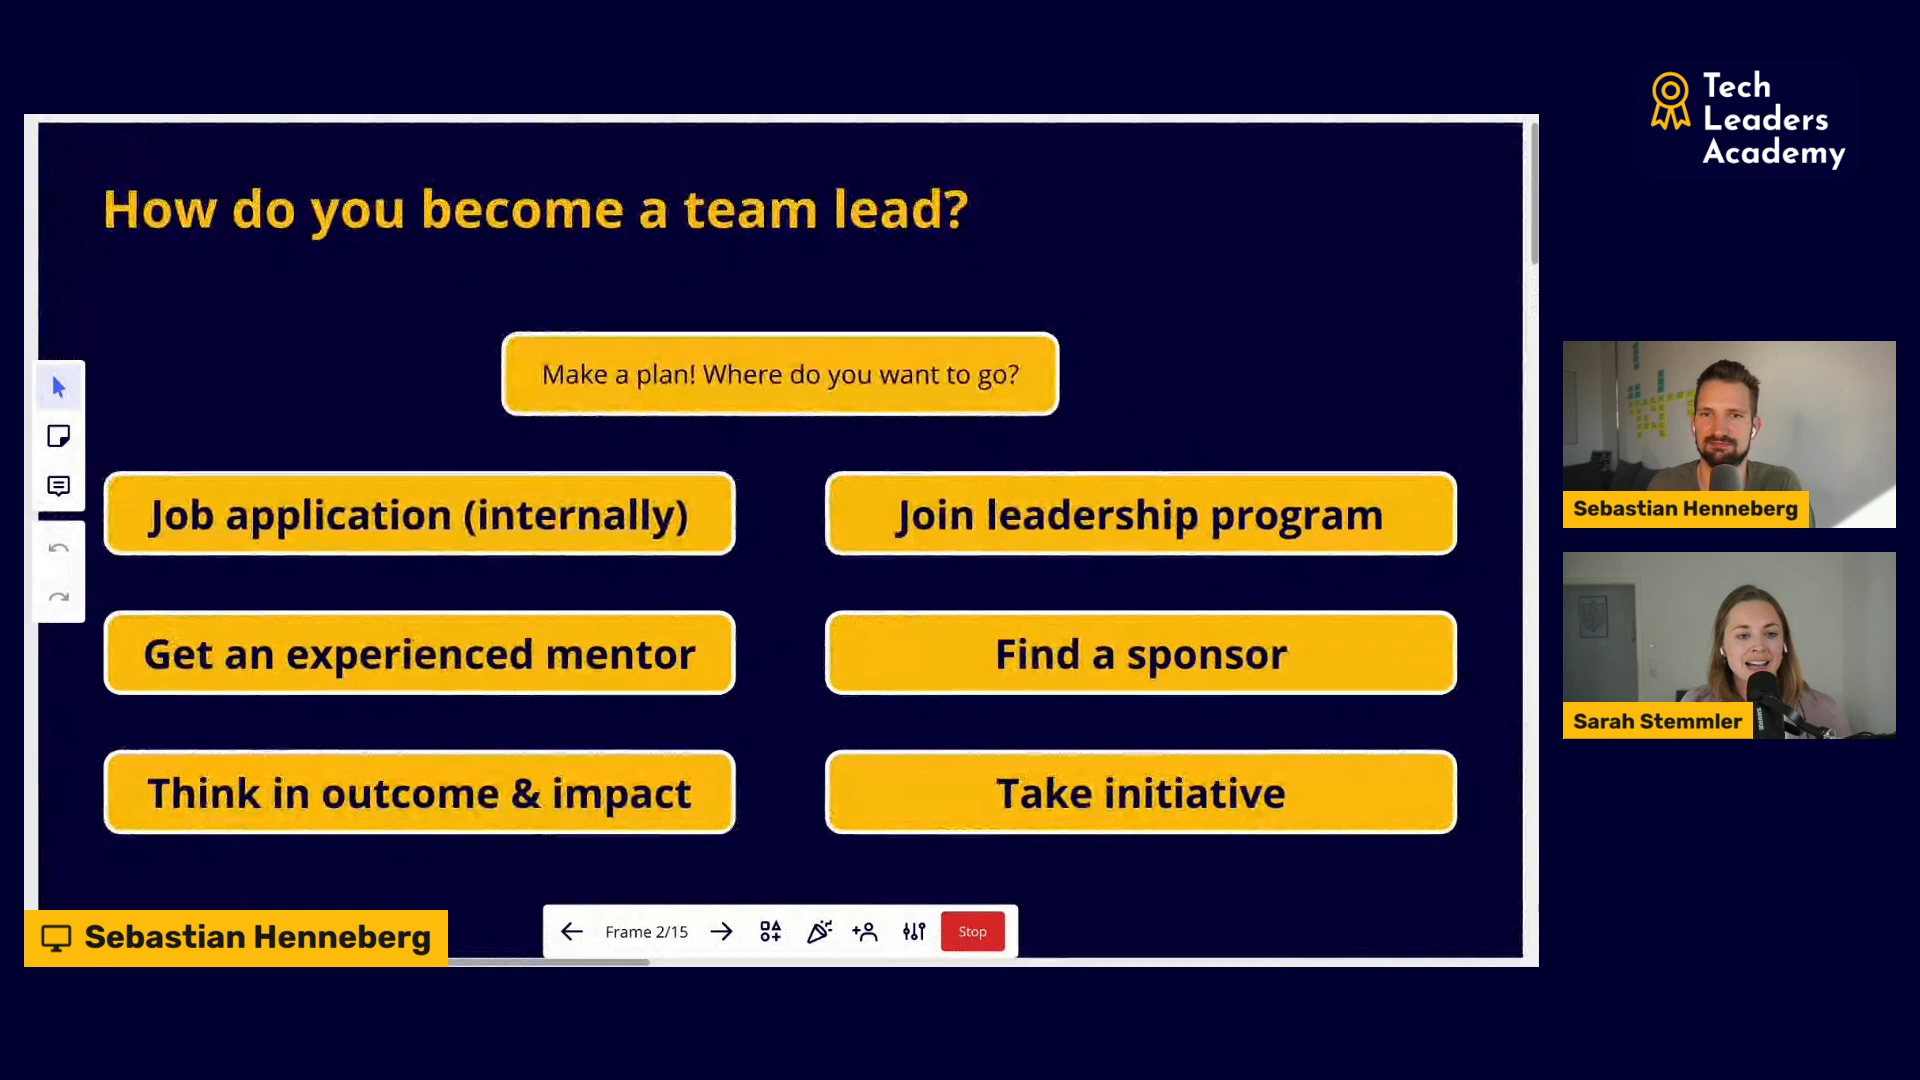 Tech
Leaders
Academy
How do you become a team lead?
Make a plan! Where do you want to go?
Job application (internally)
Join leadership program
Get an experienced mentor
Find a sponsor
Think in outcome & impact
Take initiative
Sebastian Henneberg
Sarah Stemmler
Sebastian Henneberg
Frame 2/15
Stop